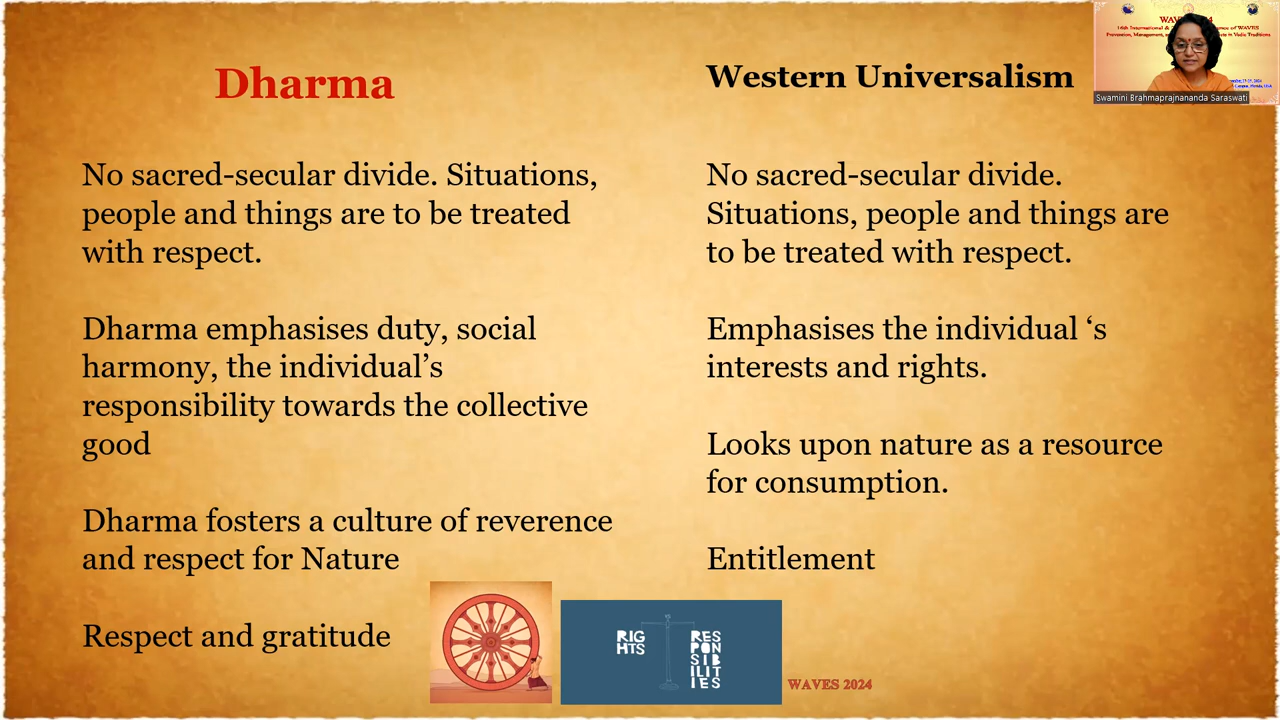 Dharma
No sacred-secular divide. Situations,
people and things are to be treated
with respect.
Dharma emphasises duty, social
harmony, the individual’s
responsibility towards the collective
good
Dharma fosters a culture of reverence
and respect for Nature
Respect and gratitude
Western Universalism
No sacred-secular divide.
Situations, people and things are
to be treated with respect.
Emphasises the individual ‘s
interests and rights.
Looks upon nature as a resource
for consumption.
Entitlement
RIG
HTS
RES
PON
SIB
ILIT
IES
WAVES 2024
Swamini Brahmaprajnananda Saraswati